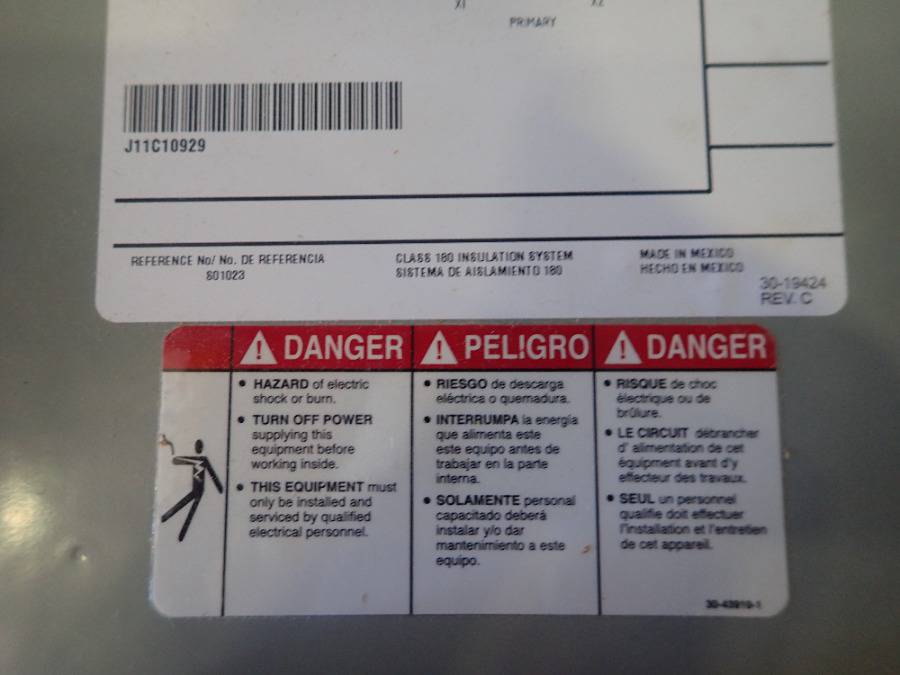 X1 X2
PRIMARY
J11C10929
REFERENCE No/ No. DE REFERENCIA
S01023
CLASS 180 INSULATION SYSTEM
SISTEMA DE AISLAMIENTO 180
MADE IN MEXICO
HECHO EN MEXICO
30-19424
REV. C
DANGER
• HAZARD of electric
shock or burn.
• TURN OFF POWER
supplying this
equipment before
working inside.
• THIS EQUIPMENT must
only be installed and
serviced by qualified
electrical personnel.
PELIGRO
• RIESGO de descarga
eléctrica o quemadura.
• INTERRUMPA la energia
que alimenta este
este equipo antes de
trabajar en la parte
interna.
• SOLAMENTE personal
capacitado deberá
instalar y/o dar
mantenimiento a este
equipo.
DANGER
• RISQUE de choc
électrique ou de
brûlure.
• LE CIRCUIT débrancher
d' alimentation de cet
équipment avant d'y
effecteur des travaux.
• SEUL un personnel
qualifie doit effectuer
l'installation et l'entretien
de cet appareil.
30-43919-1